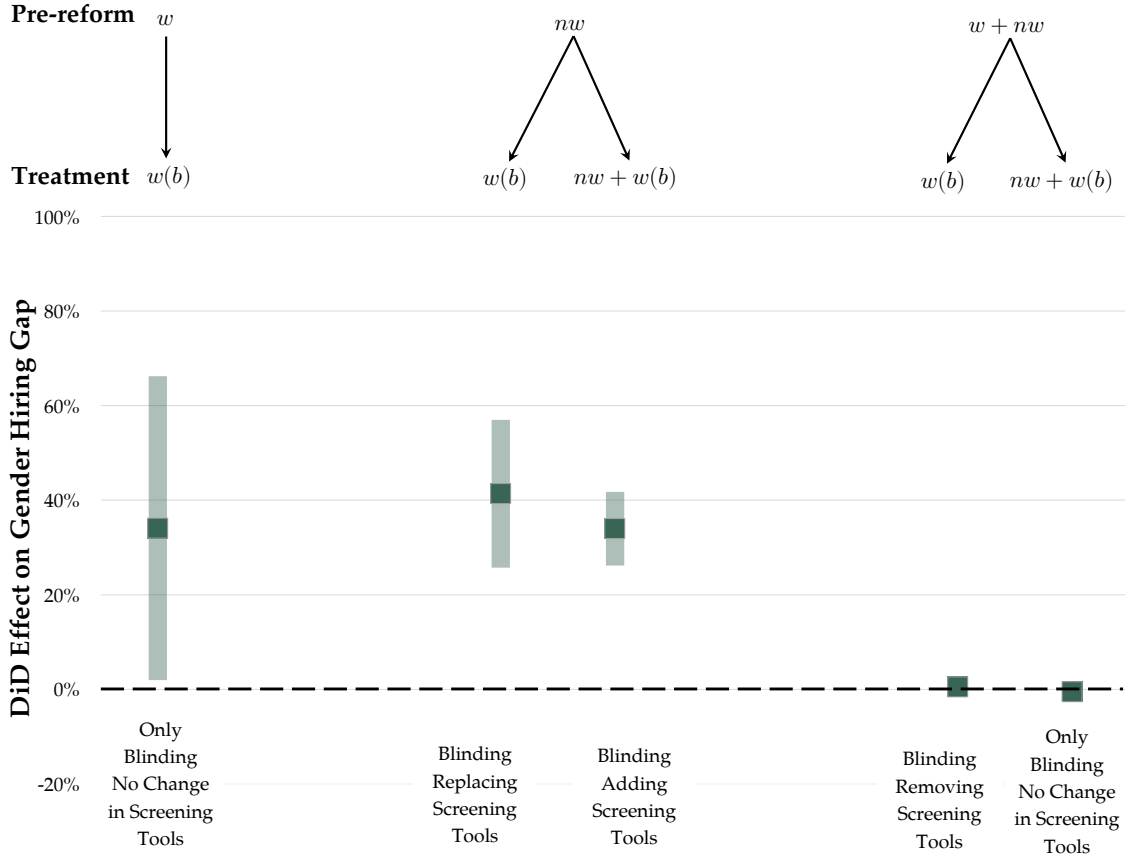 Pre-reform w nw w + nw
Treatment w(b) w(b) nw + w(b) w(b) nw + w(b)
DiD Effect on Gender Hiring Gap
100%
80%
60%
40%
20%
0%
-20%
Only
Blinding
No Change
in Screening
Tools
Blinding
Replacing
Screening
Tools
Blinding
Adding
Screening
Tools
Blinding
Removing
Screening
Tools
Only
Blinding
No Change
in Screening
Tools